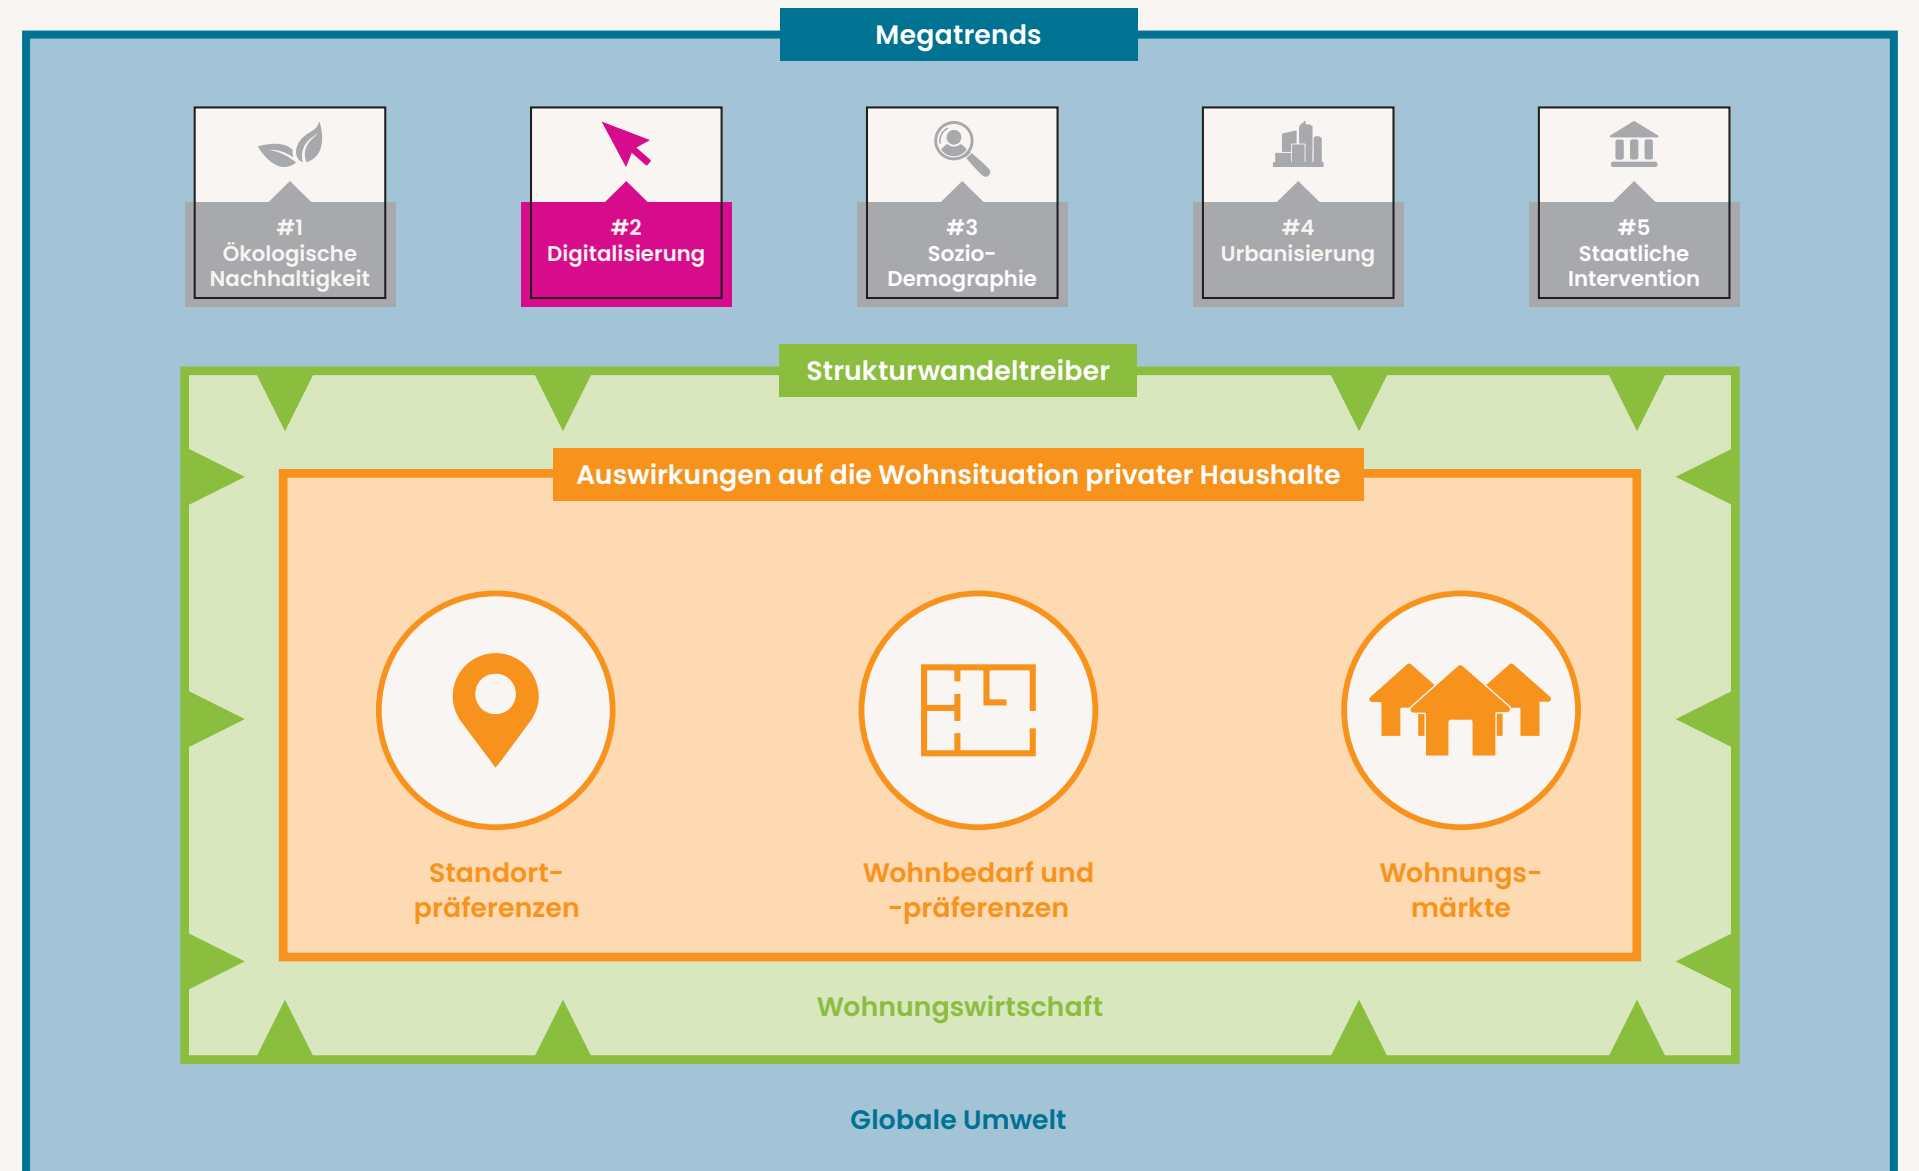 Megatrends
#1
Ökologische
Nachhaltigkeit
#2
Digitalisierung
#3
Sozio-
Demographie
#4
Urbanisierung
#5
Staatliche
Intervention
Strukturwandeltreiber
Auswirkungen auf die Wohnsituation privater Haushalte
Standort-
präferenzen
Wohnbedarf und
-präferenzen
Wohnungs-
märkte
Wohnungswirtschaft
Globale Umwelt